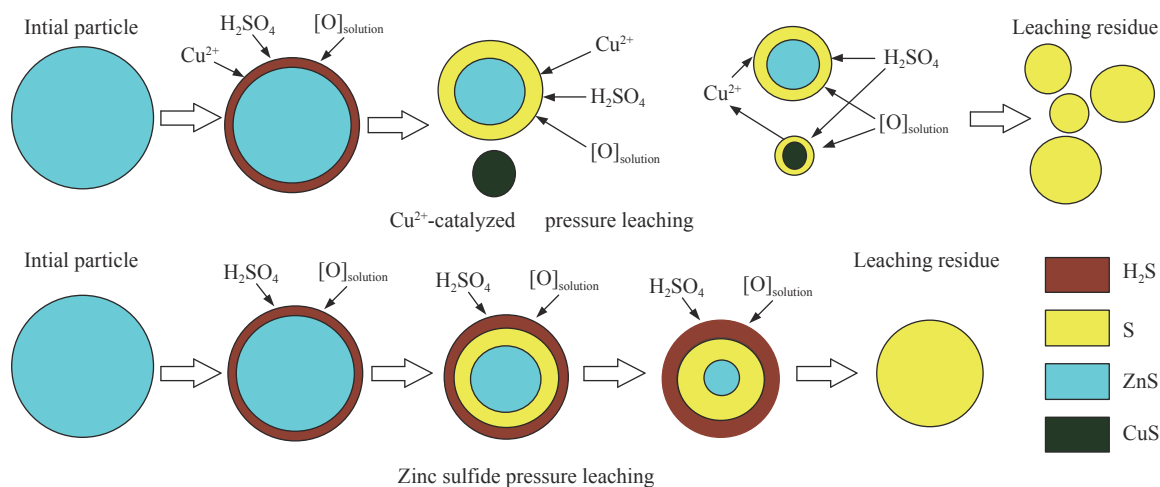 Intial particle
H₂SO₄
[O]solution
Cu²⁺
Cu²⁺
H₂SO₄
[O]solution
Cu²⁺
H₂SO₄
[O]solution
Leaching residue
Cu²⁺-catalyzed pressure leaching
Intial particle
H₂SO₄
[O]solution
H₂SO₄
[O]solution
H₂SO₄
[O]solution
Leaching residue
H₂S
S
ZnS
CuS
Zinc sulfide pressure leaching